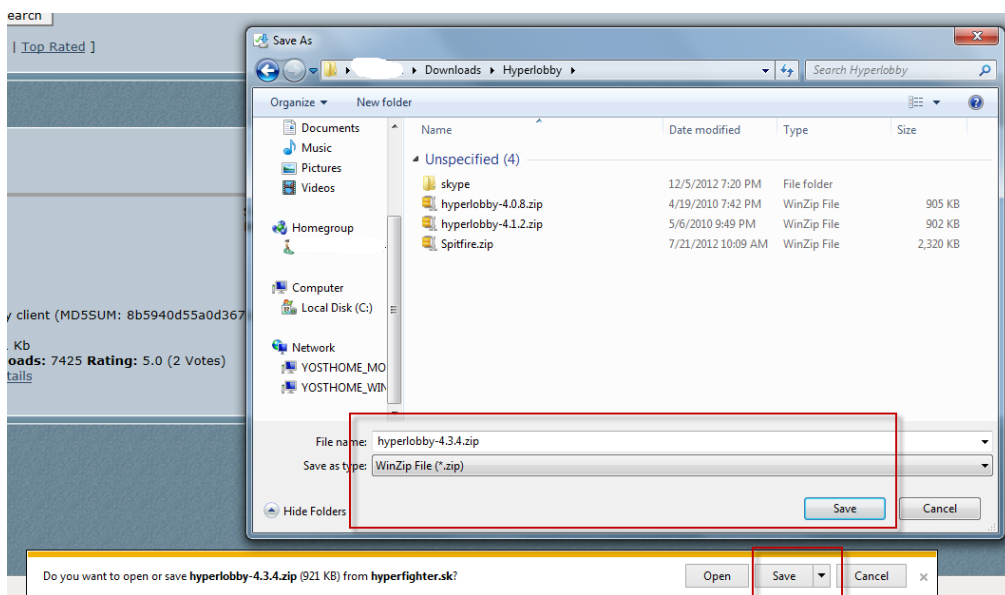 earch
| Top Rated ]
Save As
Downloads Hyperlobby
Search Hyperlobby
Organize New folder
Documents
Music
Pictures
Videos
Homegroup
Computer
Local Disk (C:)
Network
YOSTHOME_MO
YOSTHOME_WIN
Name Date modified Type Size
Unspecified (4)
skype 12/5/2012 7:20 PM File folder
hyperlobby-4.0.8.zip 4/19/2010 7:42 PM WinZip File 905 KB
hyperlobby-4.1.2.zip 5/6/2010 9:49 PM WinZip File 902 KB
Spitfire.zip 7/21/2012 10:09 AM WinZip File 2,320 KB
y client (MD5SUM: 8b5940d55a0d367
Kb
oads: 7425 Rating: 5.0 (2 Votes)
tails
File name: hyperlobby-4.3.4.zip
Save as type: WinZip File (*.zip)
Hide Folders Save Cancel
Do you want to open or save hyperlobby-4.3.4.zip (921 KB) from hyperfighter.sk? Open Save Cancel